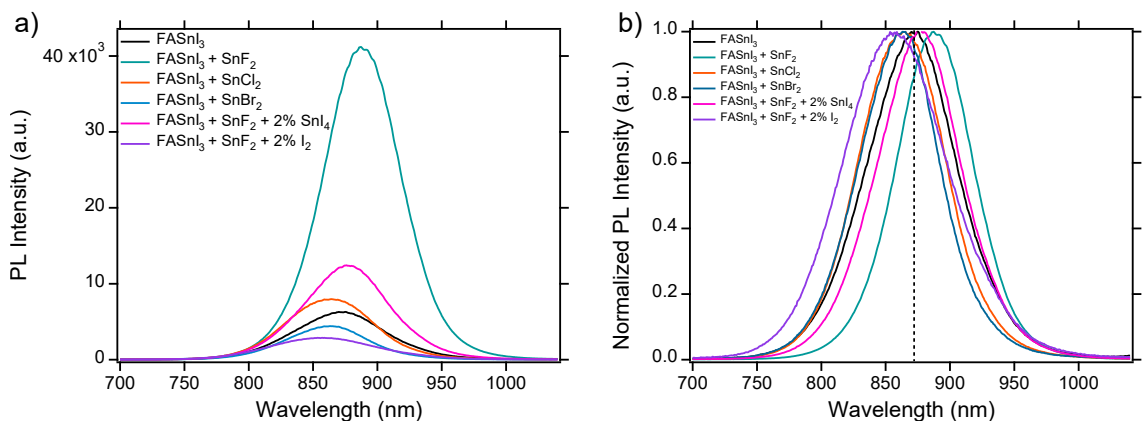 a)
40 x10³
30
20
10
0
PL Intensity (a.u.)
FASnI₃
FASnI₃ + SnF₂
FASnI₃ + SnCl₂
FASnI₃ + SnBr₂
FASnI₃ + SnF₂ + 2% SnI₄
FASnI₃ + SnF₂ + 2% I₂
700 750 800 850 900 950 1000
Wavelength (nm)
b)
1.0
0.8
0.6
0.4
0.2
0.0
Normalized PL Intensity (a.u.)
FASnI₃
FASnI₃ + SnF₂
FASnI₃ + SnCl₂
FASnI₃ + SnBr₂
FASnI₃ + SnF₂ + 2% SnI₄
FASnI₃ + SnF₂ + 2% I₂
700 750 800 850 900 950 1000
Wavelength (nm)